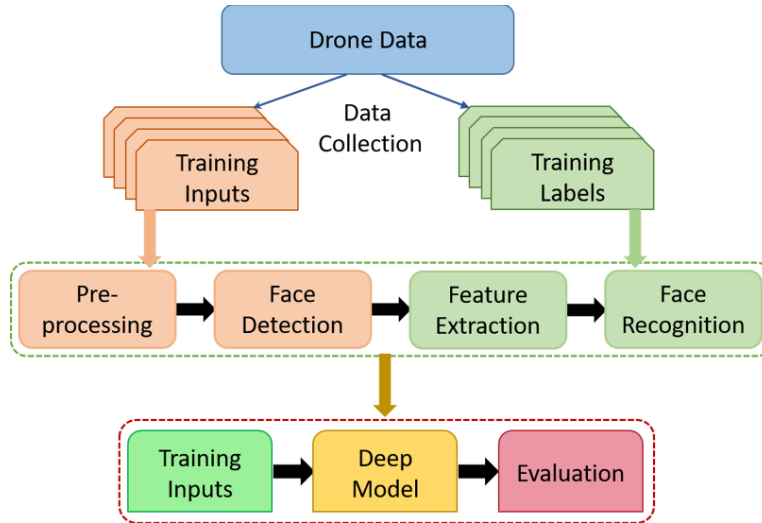 Drone Data
Data
Collection
Training
Inputs
Training
Labels
Pre-
processing
Face
Detection
Feature
Extraction
Face
Recognition
Training
Inputs
Deep
Model
Evaluation